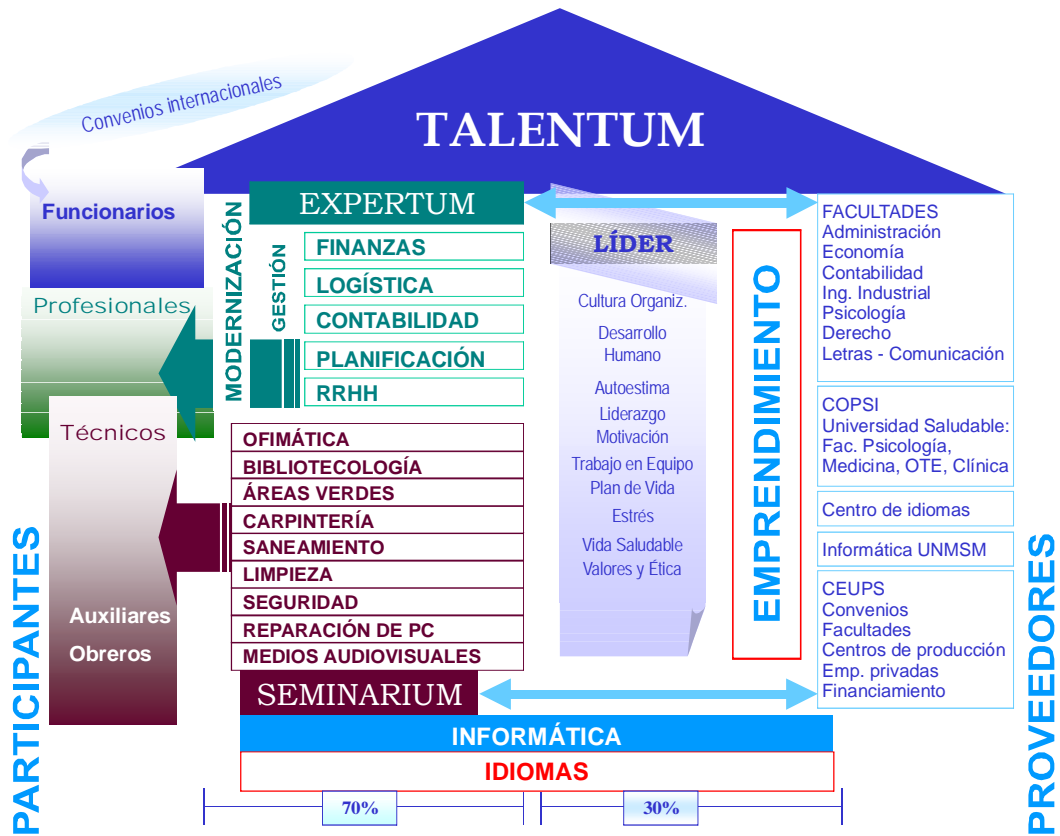 Convenios internacionales
TALENTUM
PARTICIPANTES
Funcionarios
Profesionales
Técnicos
Auxiliares
Obreros
MODERNIZACIÓN
GESTIÓN
EXPERTUM
FINANZAS
LOGÍSTICA
CONTABILIDAD
PLANIFICACIÓN
RRHH
OFIMÁTICA
BIBLIOTECOLOGÍA
ÁREAS VERDES
CARPINTERÍA
SANEAMIENTO
LIMPIEZA
SEGURIDAD
REPARACIÓN DE PC
MEDIOS AUDIOVISUALES
SEMINARIUM
LÍDER
Cultura Organiz.
Desarrollo
Humano
Autoestima
Liderazgo
Motivación
Trabajo en Equipo
Plan de Vida
Estrés
Vida Saludable
Valores y Ética
EMPRENDIMIENTO
FACULTADES
Administración
Economía
Contabilidad
Ing. Industrial
Psicología
Derecho
Letras - Comunicación
COPSI
Universidad Saludable:
Fac. Psicología,
Medicina, OTE, Clínica
Centro de idiomas
Informática UNMSM
CEUPS
Convenios
Facultades
Centros de producción
Emp. privadas
Financiamiento
PROVEEDORES
INFORMÁTICA
IDIOMAS
70%
30%